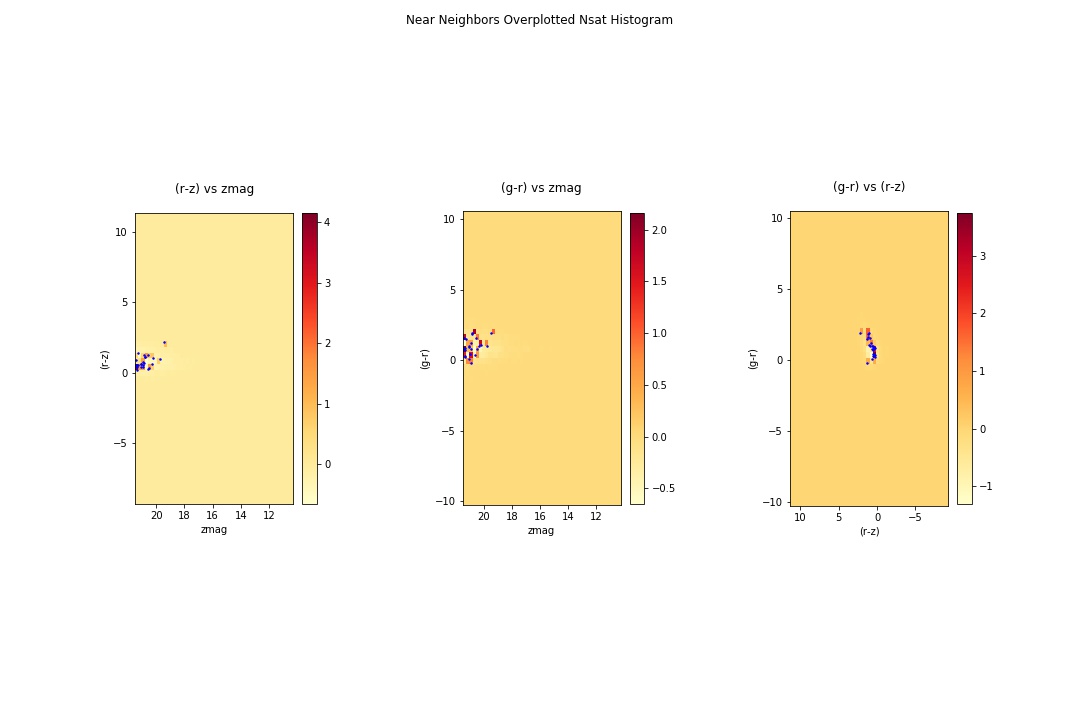 Near Neighbors Overplotted Nsat Histogram
(r-z) vs zmag
10
5
0
−5
(r-z)
20 18 16 14 12
zmag
4
3
2
1
0
(g-r) vs zmag
10
5
0
−5
−10
(g-r)
20 18 16 14 12
zmag
2.0
1.5
1.0
0.5
0.0
−0.5
(g-r) vs (r-z)
10
5
0
−5
−10
(g-r)
10 5 0 −5
(r-z)
3
2
1
0
−1